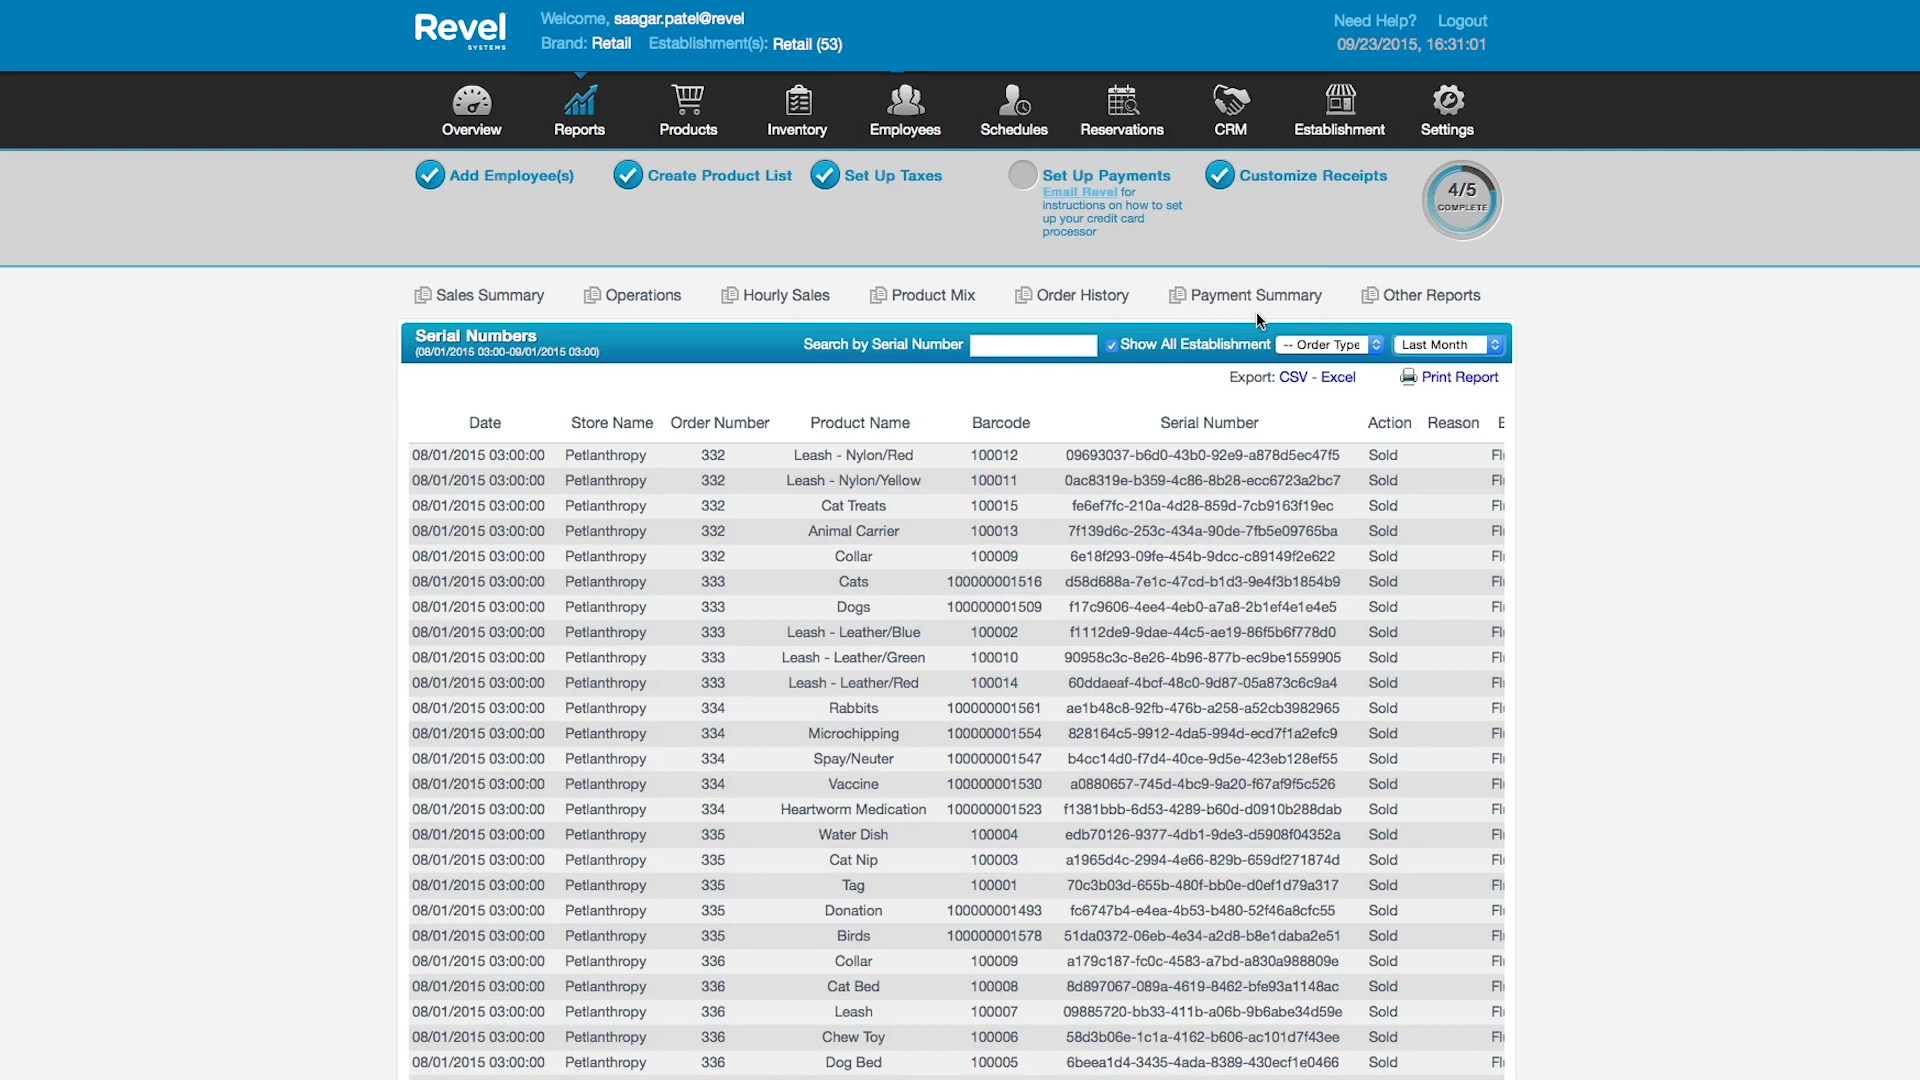 Revel
SYSTEMS
Welcome, saagar.patel@revel
Brand: Retail Establishment(s): Retail (53)
Need Help? Logout
09/23/2015, 16:31:01
Overview Reports Products Inventory Employees Schedules Reservations CRM Establishment Settings
Add Employee(s) Create Product List Set Up Taxes Set Up Payments Customize Receipts
Email Revel for
instructions on how to set
up your credit card
processor
4/5
COMPLETE
Sales Summary Operations Hourly Sales Product Mix Order History Payment Summary Other Reports
Serial Numbers
(08/01/2015 03:00-09/01/2015 03:00)
Search by Serial Number Show All Establishment -- Order Type Last Month
Export: CSV - Excel Print Report
Date Store Name Order Number Product Name Barcode Serial Number Action Reason E
08/01/2015 03:00:00 Petlanthropy 332 Leash - Nylon/Red 100012 09693037-b6d0-43b0-92e9-a878d5ec47f5 Sold Fl
08/01/2015 03:00:00 Petlanthropy 332 Leash - Nylon/Yellow 100011 0ac8319e-b359-4c86-8b28-ecc6723a2bc7 Sold Fl
08/01/2015 03:00:00 Petlanthropy 332 Cat Treats 100015 fe6ef7fc-210a-4d28-859d-7cb9163f19ec Sold Fl
08/01/2015 03:00:00 Petlanthropy 332 Animal Carrier 100013 7f139d6c-253c-434a-90de-7fb5e09765ba Sold Fl
08/01/2015 03:00:00 Petlanthropy 332 Collar 100009 6e18f293-09fe-454b-9dcc-c89149f2e622 Sold Fl
08/01/2015 03:00:00 Petlanthropy 333 Cats 100000001516 d58d688a-7e1c-47cd-b1d3-9e4f3b1854b9 Sold Fl
08/01/2015 03:00:00 Petlanthropy 333 Dogs 100000001509 f17c9606-4ee4-4eb0-a7a8-2b1ef4e1e4e5 Sold Fl
08/01/2015 03:00:00 Petlanthropy 333 Leash - Leather/Blue 100002 f1112de9-9dae-44c5-ae19-86f5b6f778d0 Sold Fl
08/01/2015 03:00:00 Petlanthropy 333 Leash - Leather/Green 100010 90958c3c-8e26-4b96-877b-ec9be1559905 Sold Fl
08/01/2015 03:00:00 Petlanthropy 333 Leash - Leather/Red 100014 60ddaeaf-4bcf-48c0-9d87-05a873c6c9a4 Sold Fl
08/01/2015 03:00:00 Petlanthropy 334 Rabbits 100000001561 ae1b48c8-92fb-476b-a258-a52cb3982965 Sold Fl
08/01/2015 03:00:00 Petlanthropy 334 Microchipping 100000001554 828164c5-9912-4da5-994d-ecd7f1a2efc9 Sold Fl
08/01/2015 03:00:00 Petlanthropy 334 Spay/Neuter 100000001547 b4cc14d0-f7d4-40ce-9d5e-423eb128ef55 Sold Fl
08/01/2015 03:00:00 Petlanthropy 334 Vaccine 100000001530 a0880657-745d-4bc9-9a20-f67af9f5c526 Sold Fl
08/01/2015 03:00:00 Petlanthropy 334 Heartworm Medication 100000001523 f1381bbb-6d53-4289-b60d-d0910b288dab Sold Fl
08/01/2015 03:00:00 Petlanthropy 335 Water Dish 100004 edb70126-9377-4db1-9de3-d5908f04352a Sold Fl
08/01/2015 03:00:00 Petlanthropy 335 Cat Nip 100003 a1965d4c-2994-4e66-829b-659df271874d Sold Fl
08/01/2015 03:00:00 Petlanthropy 335 Tag 100001 70c3b03d-655b-480f-bb0e-d0ef1d79a317 Sold Fl
08/01/2015 03:00:00 Petlanthropy 335 Donation 100000001493 fc6747b4-e4ea-4b53-b480-52f46a8cfc55 Sold Fl
08/01/2015 03:00:00 Petlanthropy 335 Birds 100000001578 51da0372-06eb-4e34-a2d8-b8e1daba2e51 Sold Fl
08/01/2015 03:00:00 Petlanthropy 336 Collar 100009 a179c187-fc0c-4583-a7bd-a830a988809e Sold Fl
08/01/2015 03:00:00 Petlanthropy 336 Cat Bed 100008 8d897067-089a-4619-8462-bfe93a1148ac Sold Fl
08/01/2015 03:00:00 Petlanthropy 336 Leash 100007 09885720-bb33-411b-a06b-9b6abe34d59e Sold Fl
08/01/2015 03:00:00 Petlanthropy 336 Chew Toy 100006 58d3b06e-1c1a-4162-b606-ac101d7f43ee Sold Fl
08/01/2015 03:00:00 Petlanthropy 336 Dog Bed 100005 6beea1d4-3435-4ada-8389-430ecf1e0466 Sold Fl